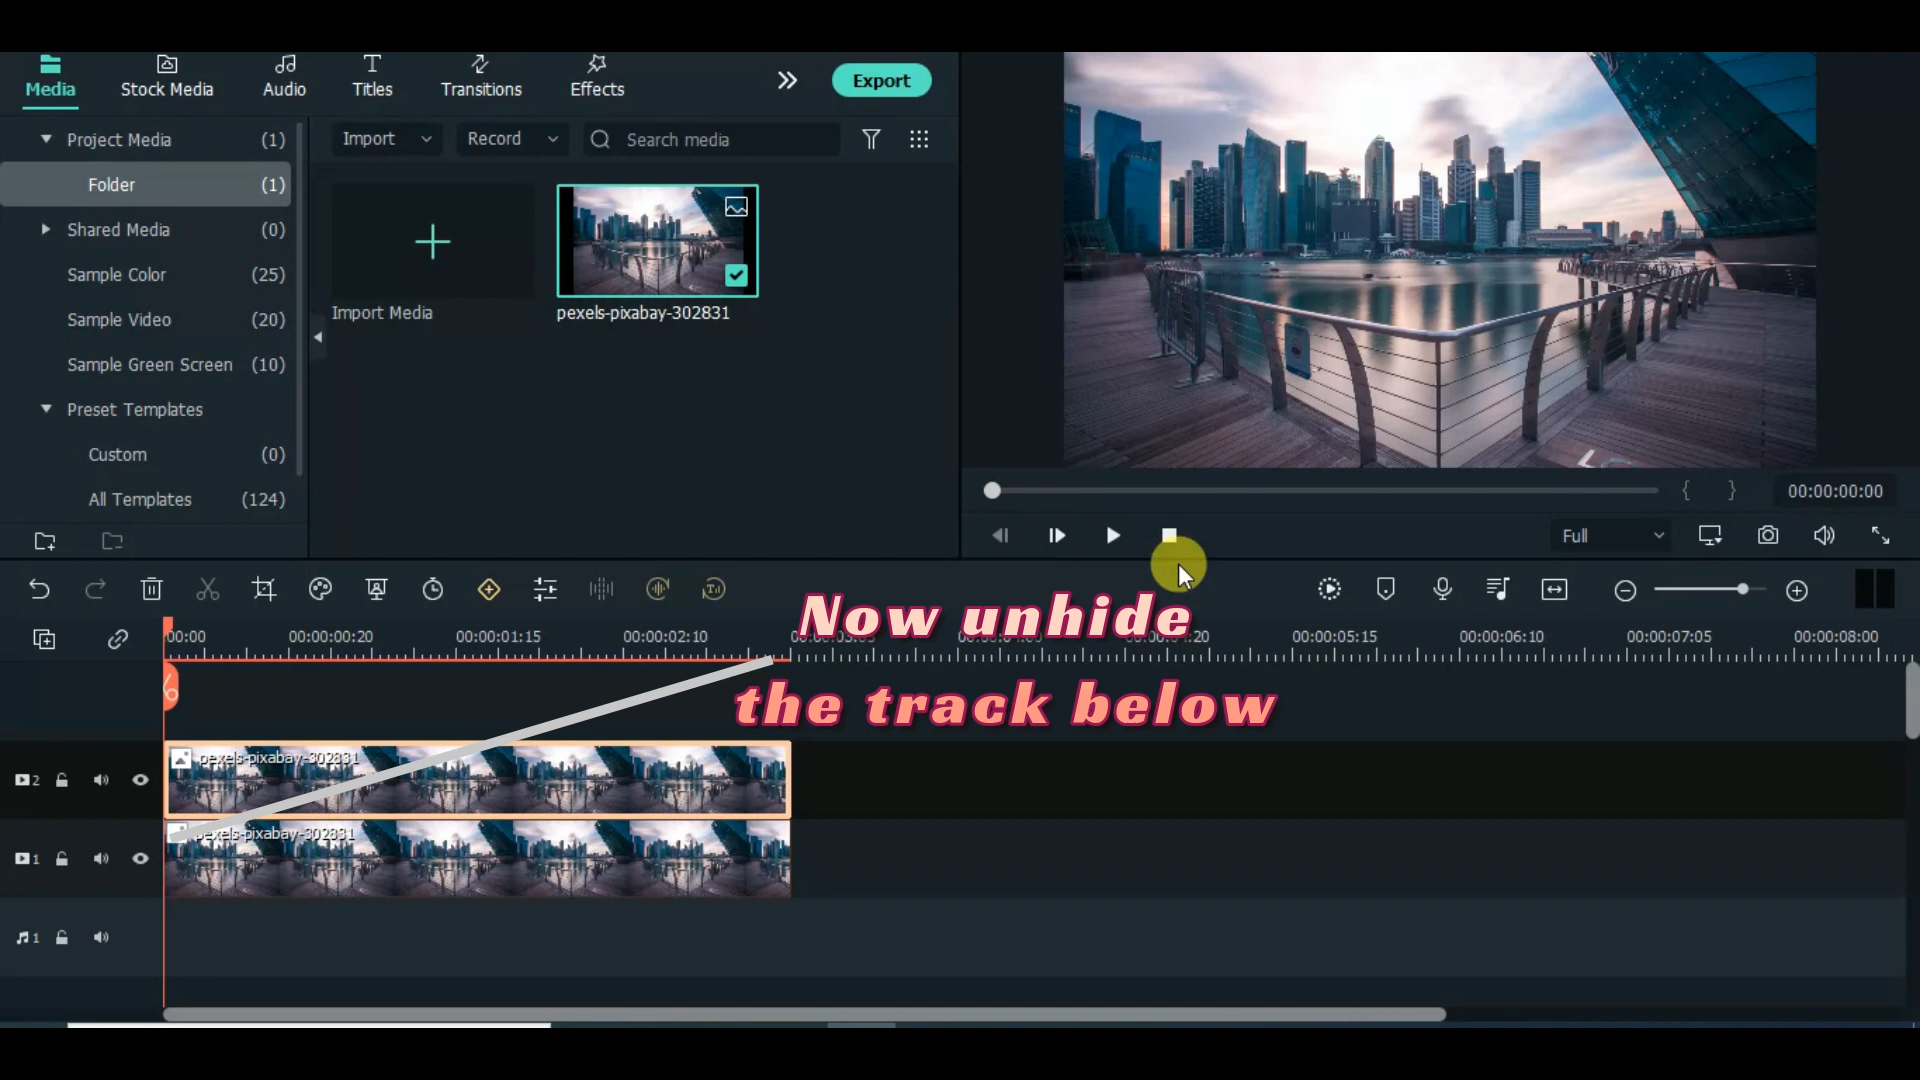 Media
Stock Media
Audio
Titles
Transitions
Effects
Export
Project Media (1)
Folder (1)
Shared Media (0)
Sample Color (25)
Sample Video (20)
Sample Green Screen (10)
Preset Templates
Custom (0)
All Templates (124)
Import
Record
Search media
Import Media
pexels-pixabay-302831
{ }
00:00:00:00
Full
00:00
00:00:00:20
00:00:01:15
00:00:02:10
00:00:05:15
00:00:06:10
00:00:07:05
00:00:08:00
Now unhide
the track below
2
pexels-pixabay-302831
1
pexels-pixabay-302831
1